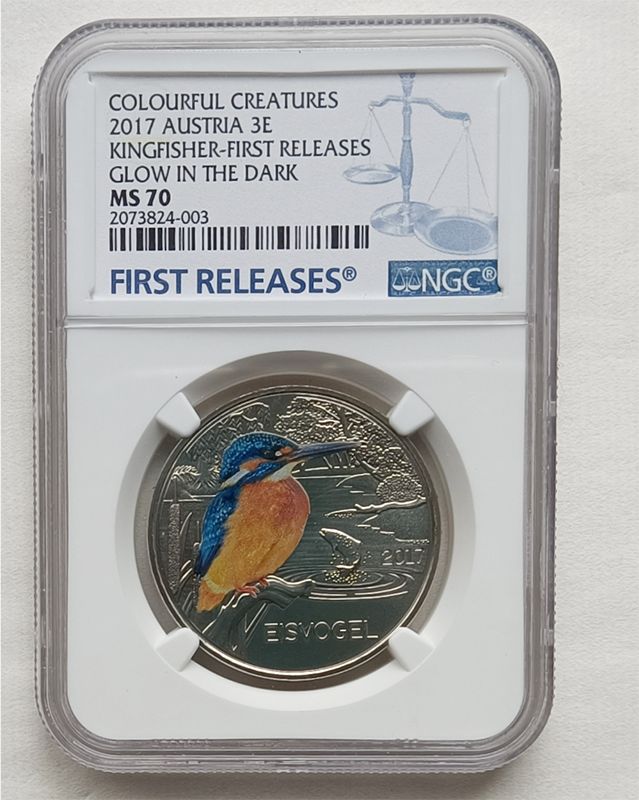 COLOURFUL CREATURES
2017 AUSTRIA 3E
KINGFISHER-FIRST RELEASES
GLOW IN THE DARK
MS 70
2073824-003
FIRST RELEASES®
NGC®
2017
EISVOGEL